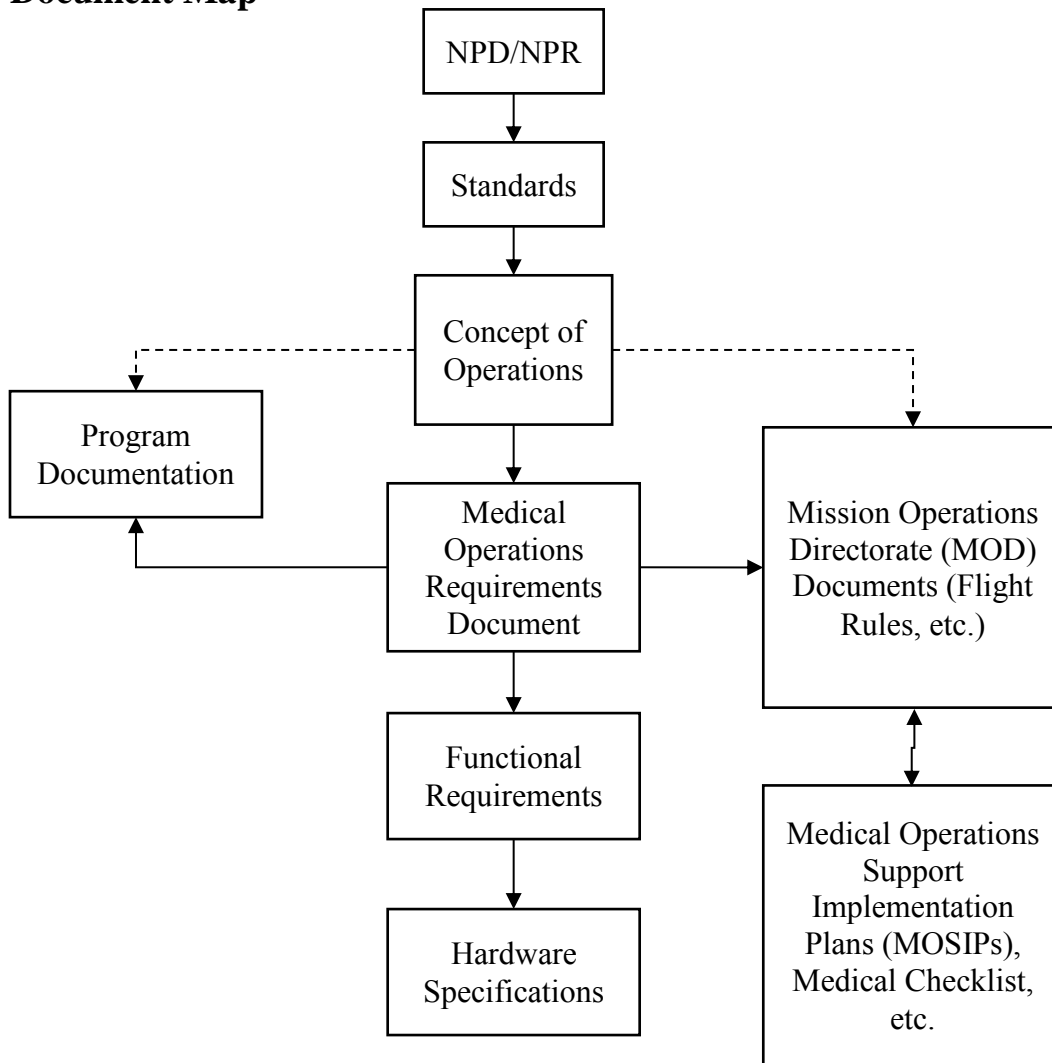 Document Map
NPD/NPR
Standards
Concept of
Operations
Program
Documentation
Medical
Operations
Requirements
Document
Mission Operations
Directorate (MOD)
Documents (Flight
Rules, etc.)
Functional
Requirements
Medical Operations
Support
Implementation
Plans (MOSIPs),
Medical Checklist,
etc.
Hardware
Specifications